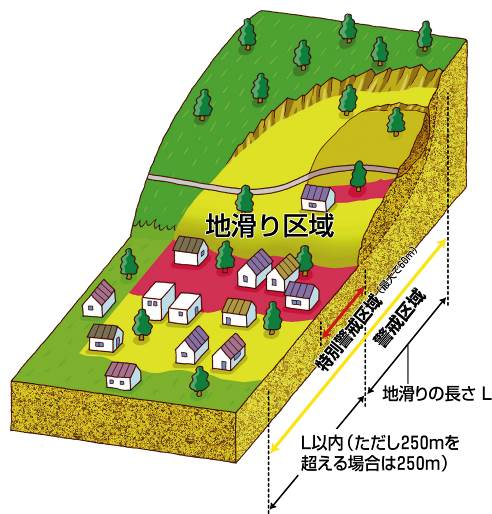 地滑り区域
特別警戒区域(最大で60m)
警戒区域
地滑りの長さ L
L以内（ただし250mを
超える場合は250m）